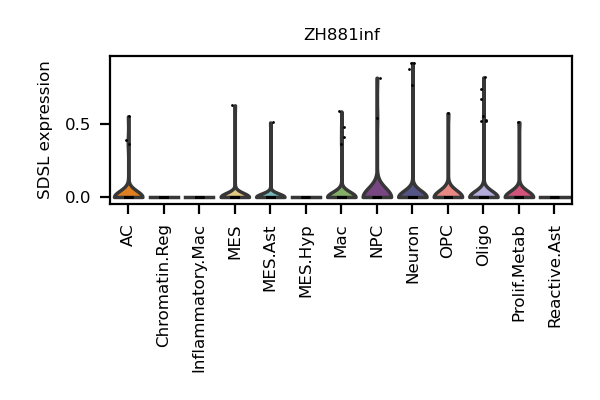 ZH881inf
SDSL expression
0.5
0.0
AC
Chromatin.Reg
Inflammatory.Mac
MES
MES.Ast
MES.Hyp
Mac
NPC
Neuron
OPC
Oligo
Prolif.Metab
Reactive.Ast